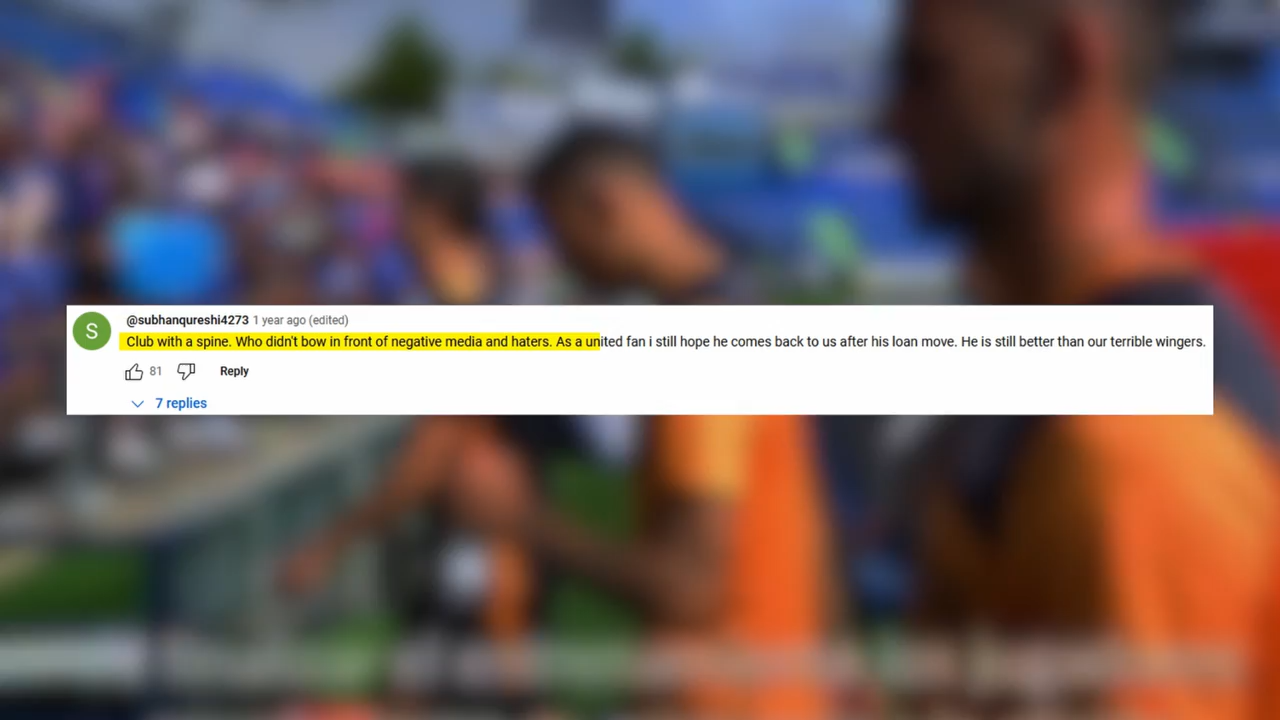 S
@subhanqureshi4273 1 year ago (edited)
Club with a spine. Who didn't bow in front of negative media and haters. As a united fan i still hope he comes back to us after his loan move. He is still better than our terrible wingers.
81
Reply
7 replies